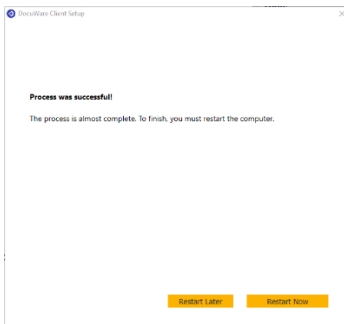 DocuWare Client Setup
Process was successful!
The process is almost complete. To finish, you must restart the computer.
Restart Later
Restart Now